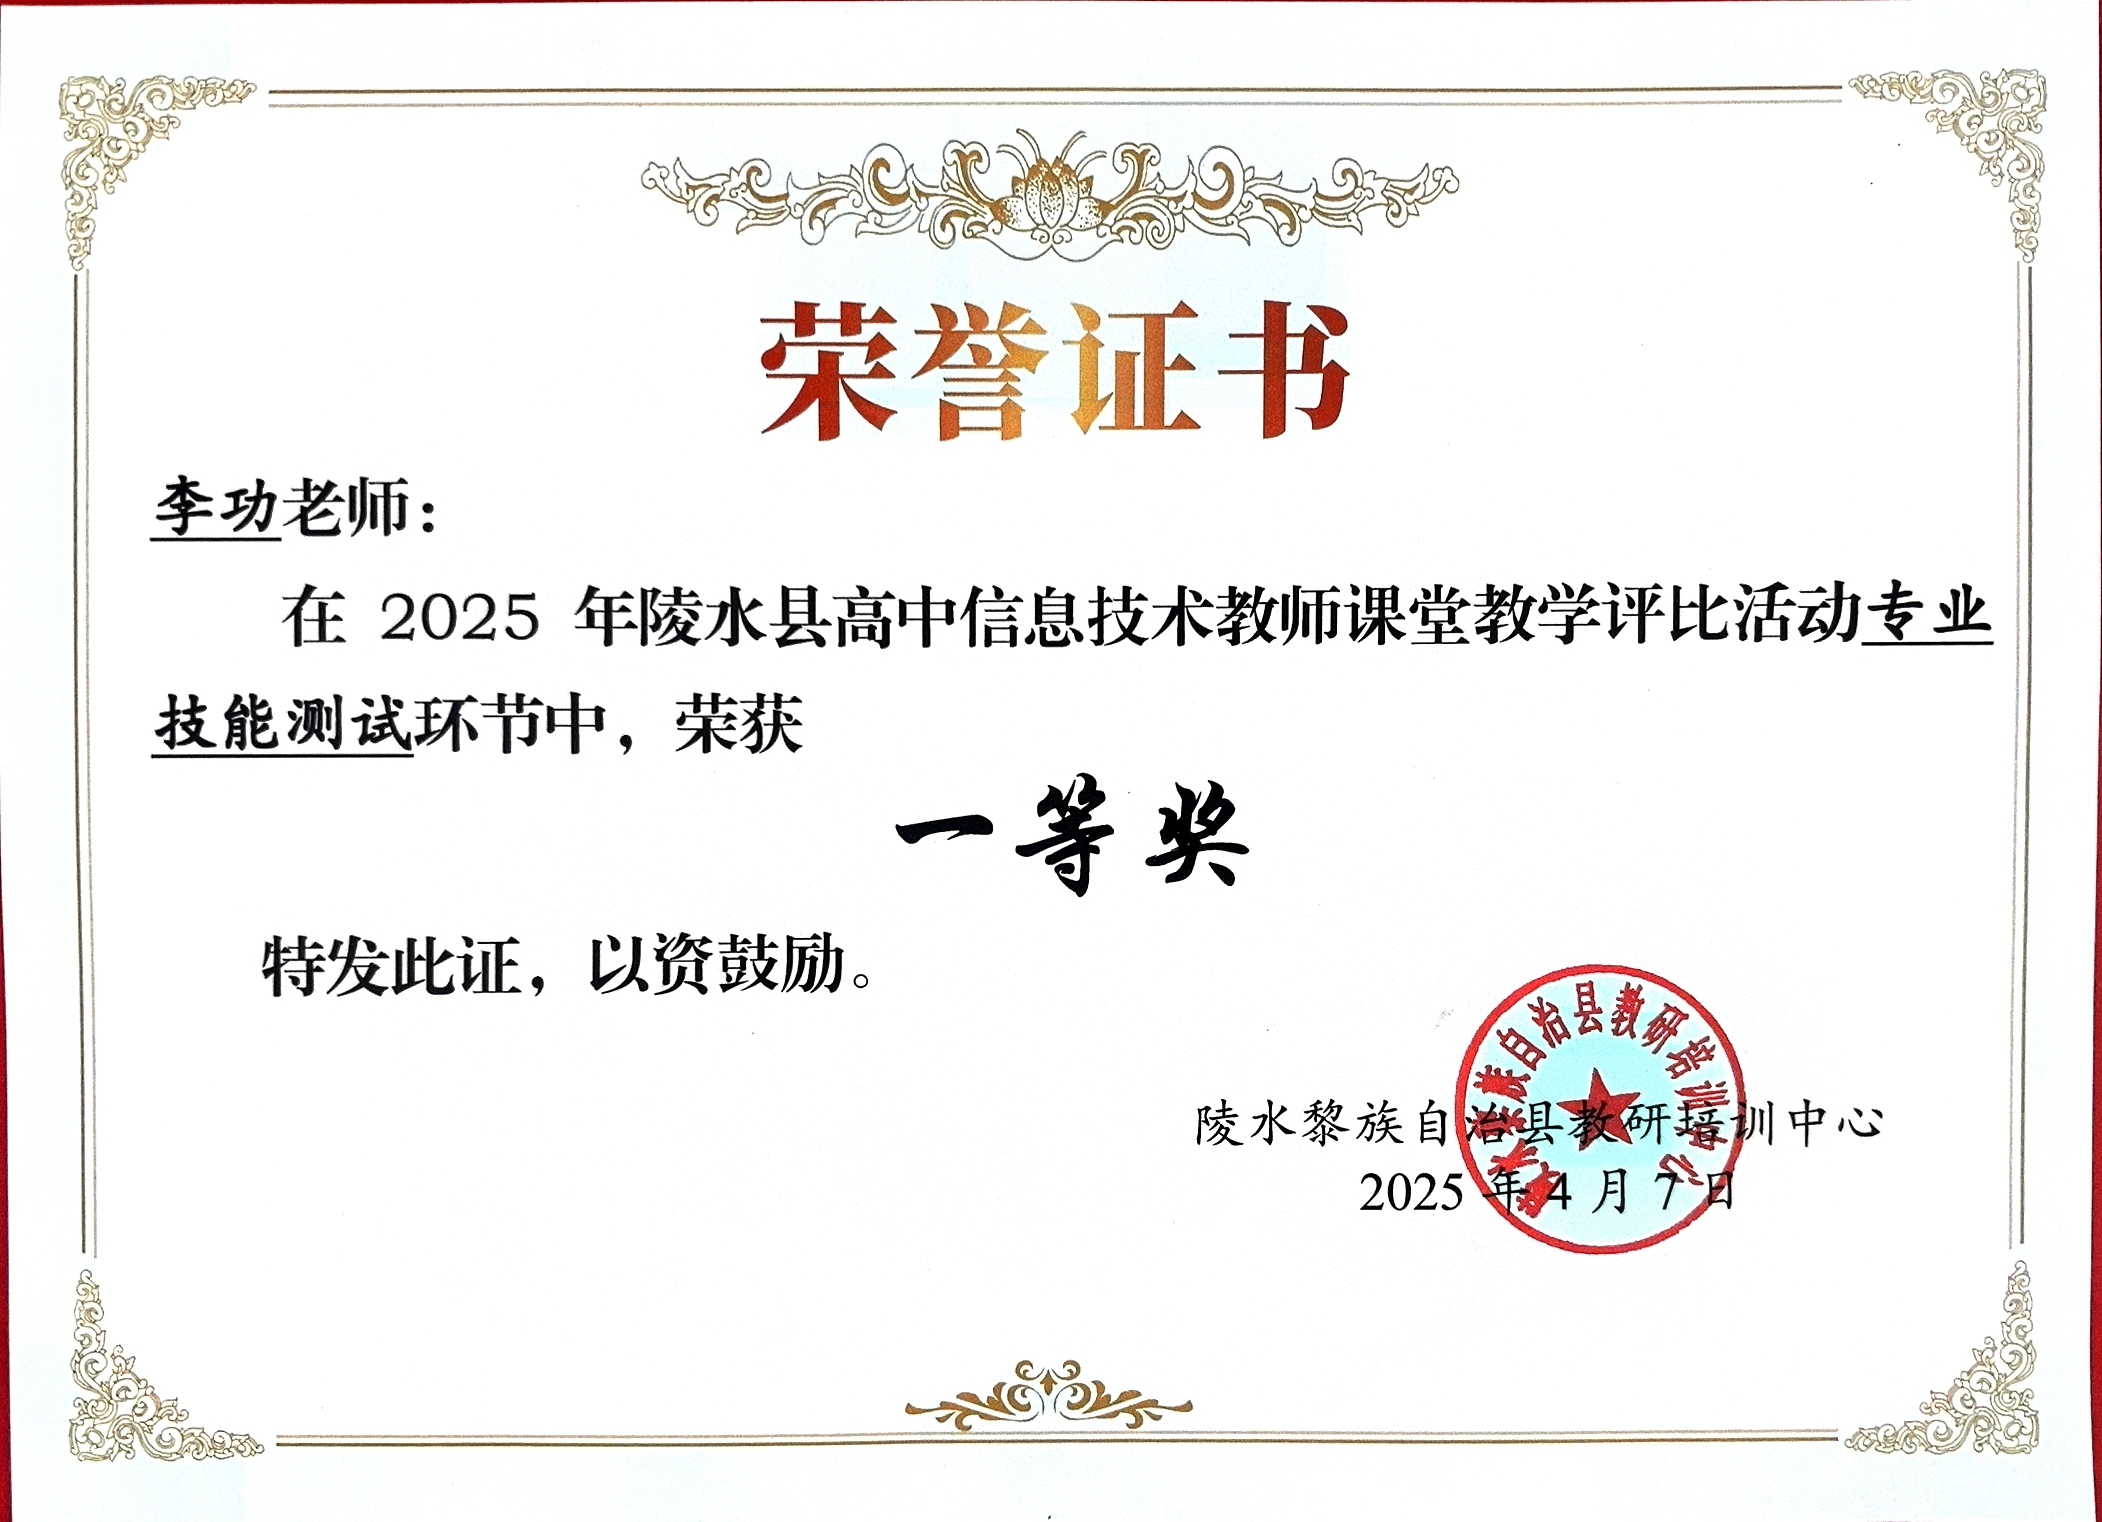 荣誉证书
李功老师：
在 2025 年陵水县高中信息技术教师课堂教学评比活动专业
技能测试环节中，荣获
一等奖
特发此证，以资鼓励。
陵水黎族自治县教研培训中心
陵水黎族自治县教研培训中心
2025 年 4 月 7 日